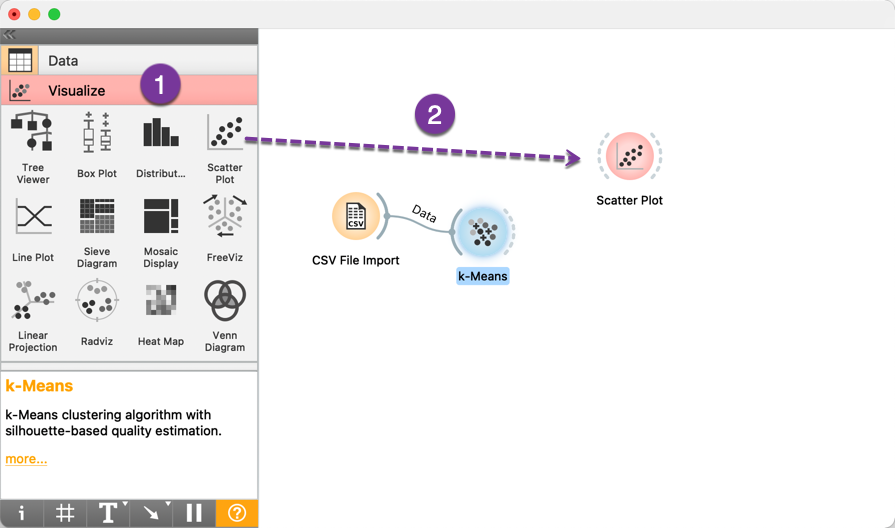 Data
Visualize
1
2
Tree
Viewer
Box Plot
Distribut...
Scatter
Plot
Line Plot
Sieve
Diagram
Mosaic
Display
FreeViz
Linear
Projection
Radviz
Heat Map
Venn
Diagram
Scatter Plot
Data
CSV
CSV File Import
k-Means
k-Means
k-Means clustering algorithm with
silhouette-based quality estimation.
more...
i
#
T
?